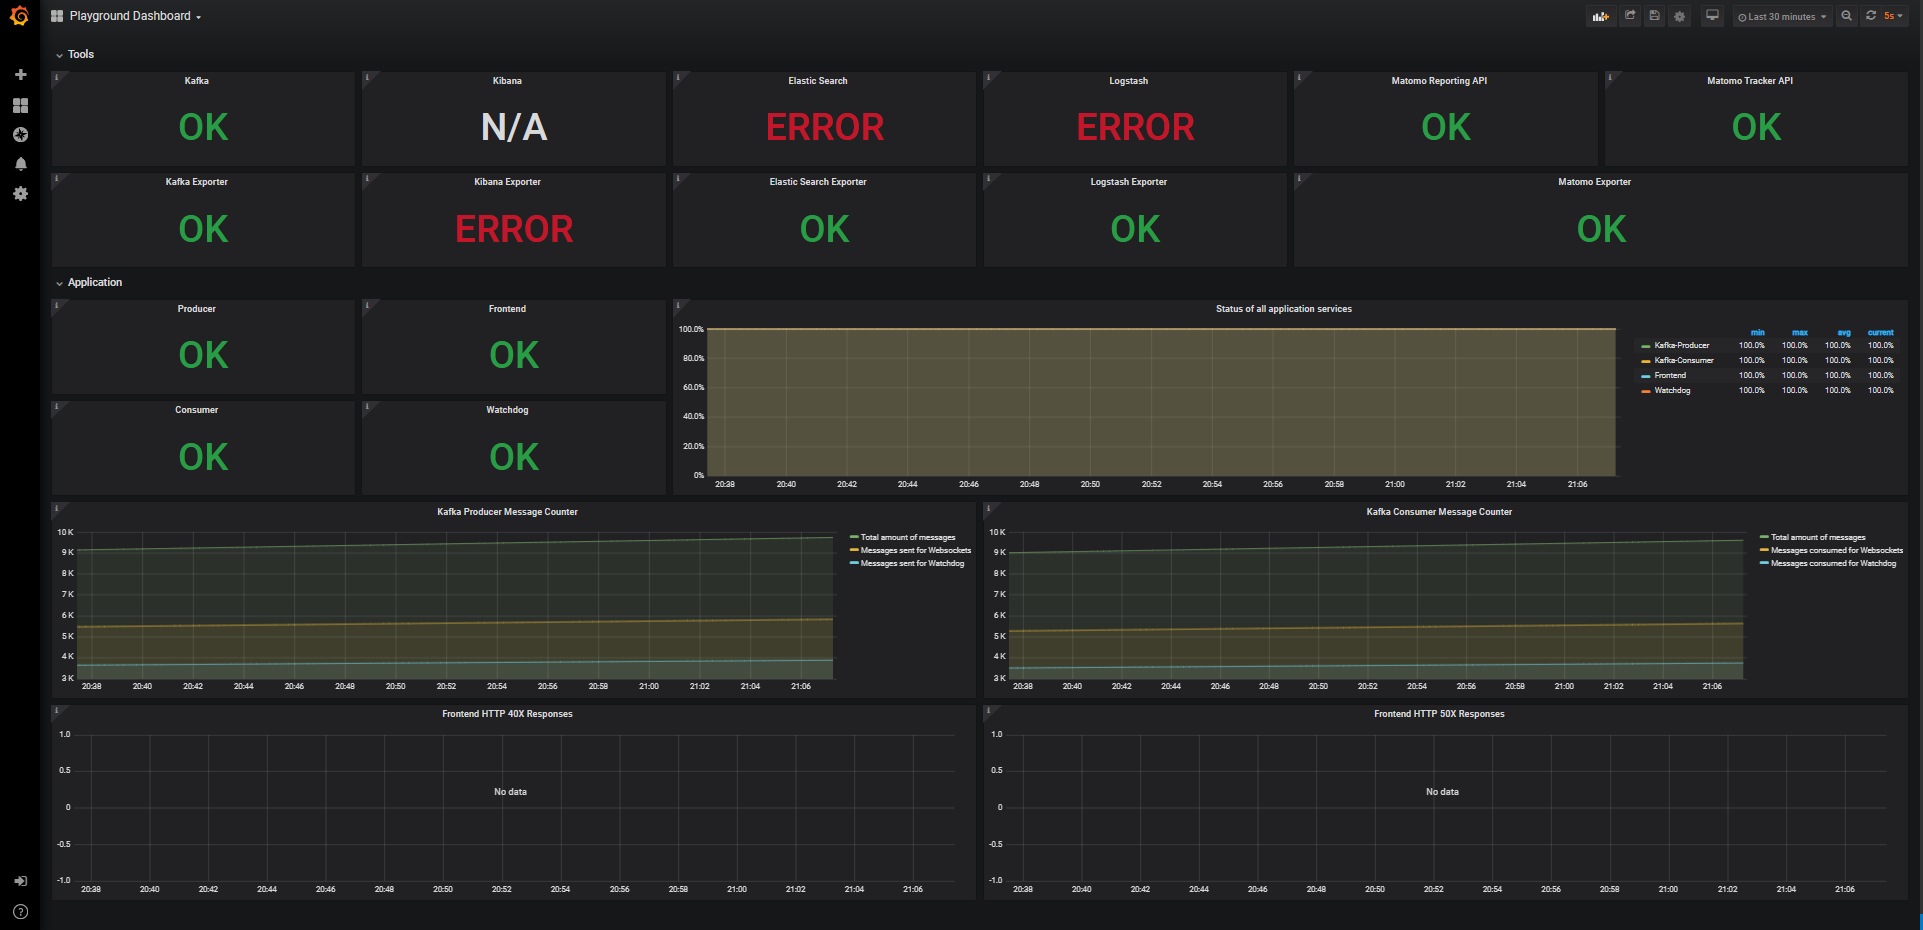 Playground Dashboard
Last 30 minutes
5s
Tools
Kafka
OK
Kibana
N/A
Elastic Search
ERROR
Logstash
ERROR
Matomo Reporting API
OK
Matomo Tracker API
OK
Kafka Exporter
OK
Kibana Exporter
ERROR
Elastic Search Exporter
OK
Logstash Exporter
OK
Matomo Exporter
OK
Application
Producer
OK
Frontend
OK
Consumer
OK
Watchdog
OK
Status of all application services
100.0%
80.0%
60.0%
40.0%
20.0%
0%
20:38 20:40 20:42 20:44 20:46 20:48 20:50 20:52 20:54 20:56 20:58 21:00 21:02 21:04 21:06
min max avg current
Kafka-Producer 100.0% 100.0% 100.0% 100.0%
Kafka-Consumer 100.0% 100.0% 100.0% 100.0%
Frontend 100.0% 100.0% 100.0% 100.0%
Watchdog 100.0% 100.0% 100.0% 100.0%
Kafka Producer Message Counter
10 K
9 K
8 K
7 K
6 K
5 K
4 K
3 K
20:38 20:40 20:42 20:44 20:46 20:48 20:50 20:52 20:54 20:56 20:58 21:00 21:02 21:04 21:06
Total amount of messages
Messages sent for Websockets
Messages sent for Watchdog
Kafka Consumer Message Counter
10 K
9 K
8 K
7 K
6 K
5 K
4 K
3 K
20:38 20:40 20:42 20:44 20:46 20:48 20:50 20:52 20:54 20:56 20:58 21:00 21:02 21:04 21:06
Total amount of messages
Messages consumed for Websockets
Messages consumed for Watchdog
Frontend HTTP 40X Responses
1.0
0.5
0
-0.5
-1.0
No data
20:38 20:40 20:42 20:44 20:46 20:48 20:50 20:52 20:54 20:56 20:58 21:00 21:02 21:04 21:06
Frontend HTTP 50X Responses
1.0
0.5
0
-0.5
-1.0
No data
20:38 20:40 20:42 20:44 20:46 20:48 20:50 20:52 20:54 20:56 20:58 21:00 21:02 21:04 21:06